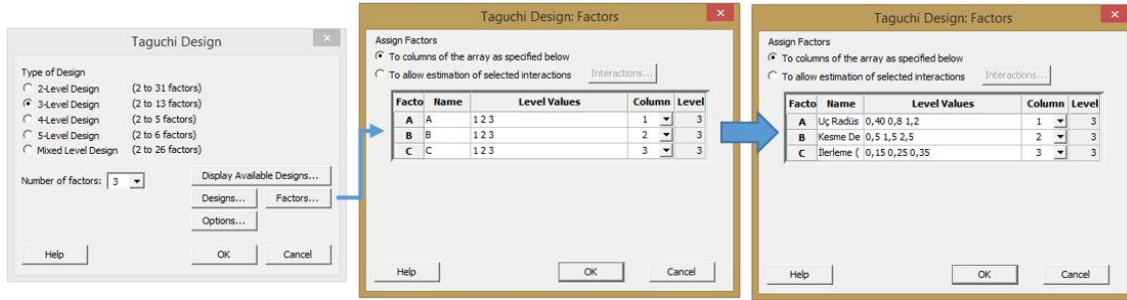 Taguchi Design
Type of Design
2-Level Design (2 to 31 factors)
3-Level Design (2 to 13 factors)
4-Level Design (2 to 5 factors)
5-Level Design (2 to 6 factors)
Mixed Level Design (2 to 26 factors)
Number of factors: 3
Display Available Designs...
Designs... Factors...
Options...
Help OK Cancel
Taguchi Design: Factors
Assign Factors
To columns of the array as specified below
To allow estimation of selected interactions Interactions...
Facto Name Level Values Column Level
A A 1 2 3 1 3
B B 1 2 3 2 3
C C 1 2 3 3 3
Help OK Cancel
Taguchi Design: Factors
Assign Factors
To columns of the array as specified below
To allow estimation of selected interactions Interactions...
Facto Name Level Values Column Level
A Uç Radüs 0,40 0,8 1,2 1 3
B Kesme De 0,5 1,5 2,5 2 3
C İlerleme ( 0,15 0,25 0,35 3 3
Help OK Cancel